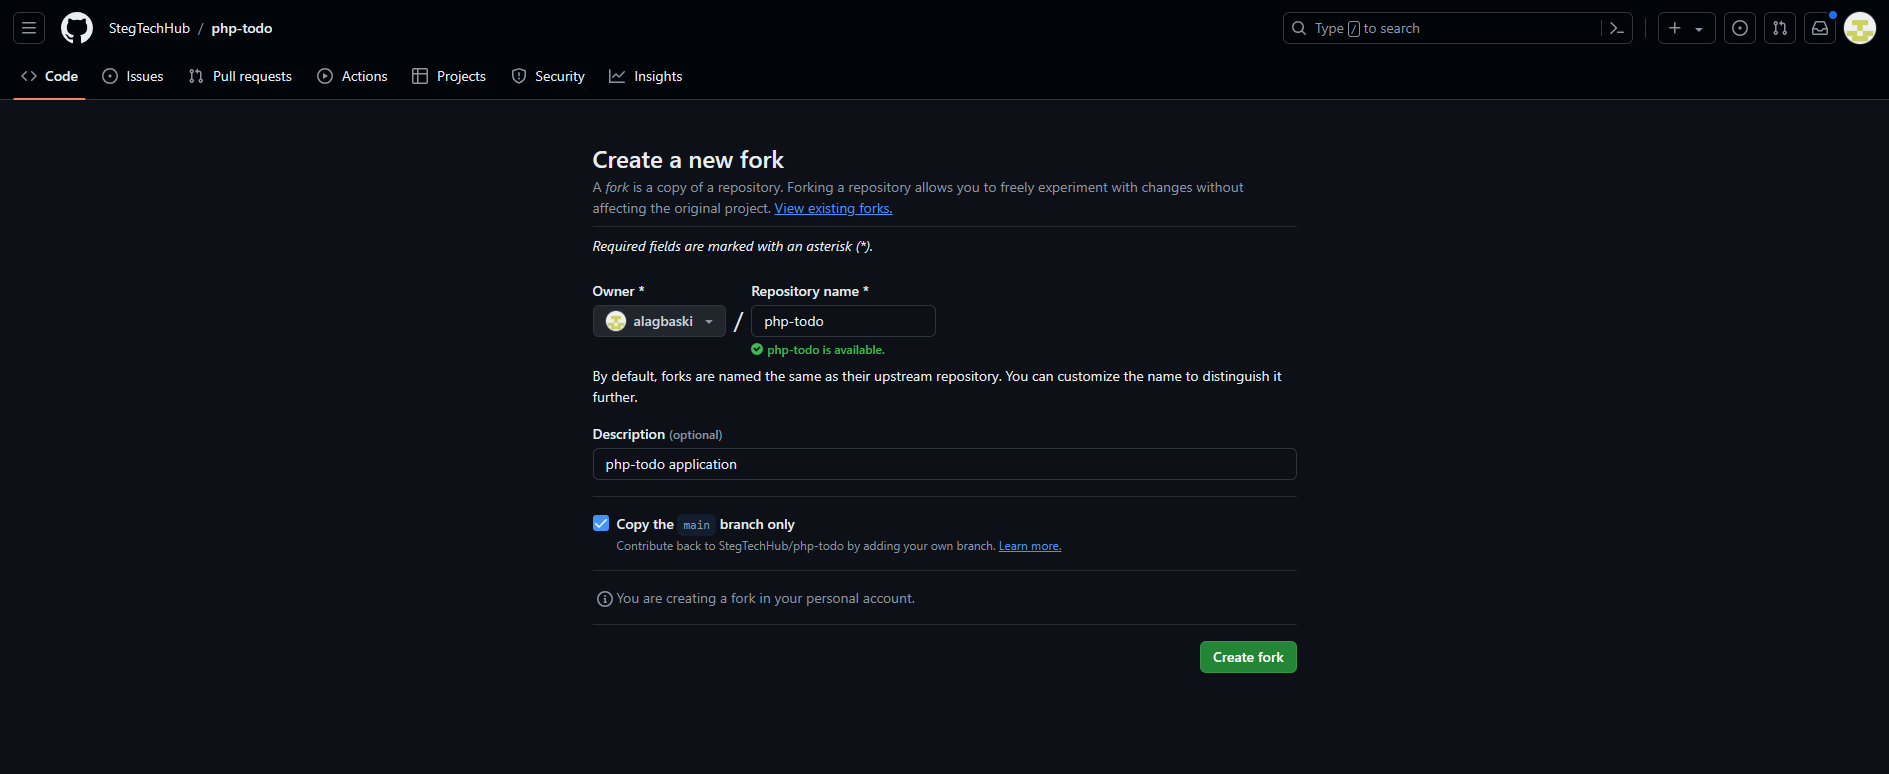 StegTechHub / php-todo
Type / to search
Code Issues Pull requests Actions Projects Security Insights
Create a new fork
A fork is a copy of a repository. Forking a repository allows you to freely experiment with changes without
affecting the original project. View existing forks.
Required fields are marked with an asterisk (*).
Owner * Repository name *
alagbaski / php-todo
php-todo is available.
By default, forks are named the same as their upstream repository. You can customize the name to distinguish it
further.
Description (optional)
php-todo application
Copy the main branch only
Contribute back to StegTechHub/php-todo by adding your own branch. Learn more.
You are creating a fork in your personal account.
Create fork